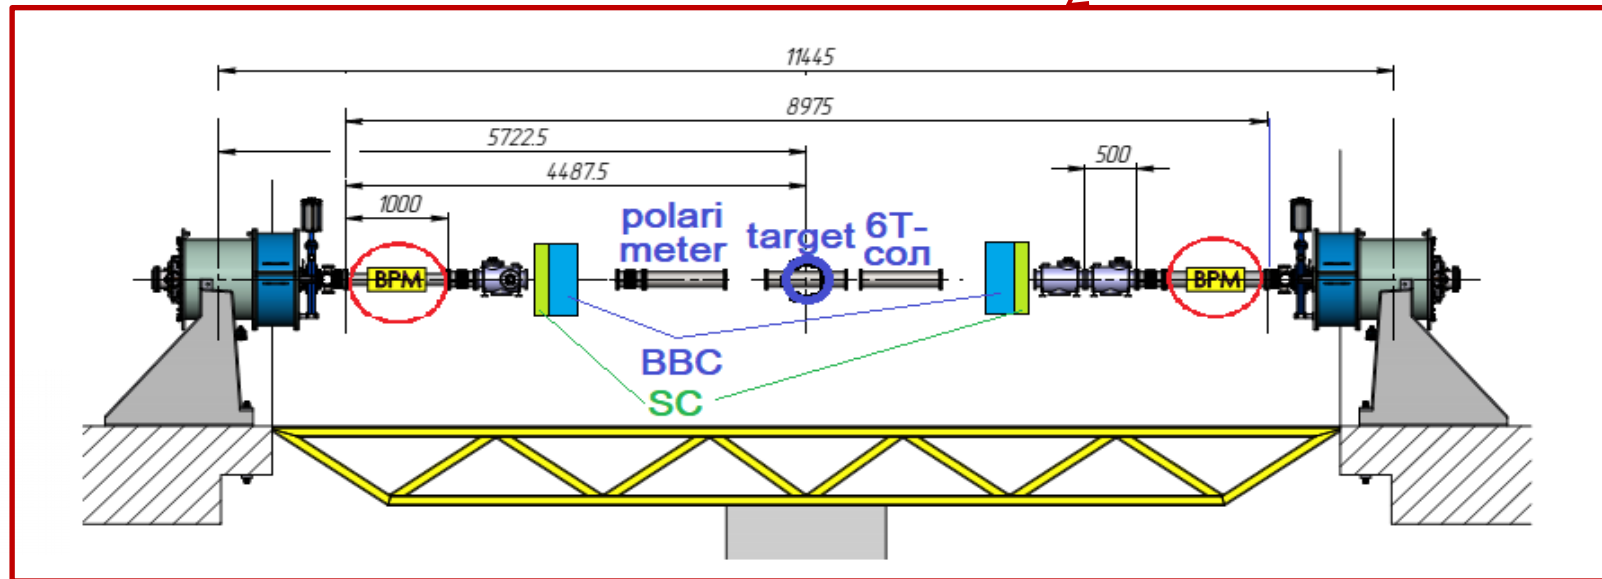 11445
8975
5722.5
4487.5
500
1000
polari
meter
target
6T-
сол
BPM
BPM
BBC
SC